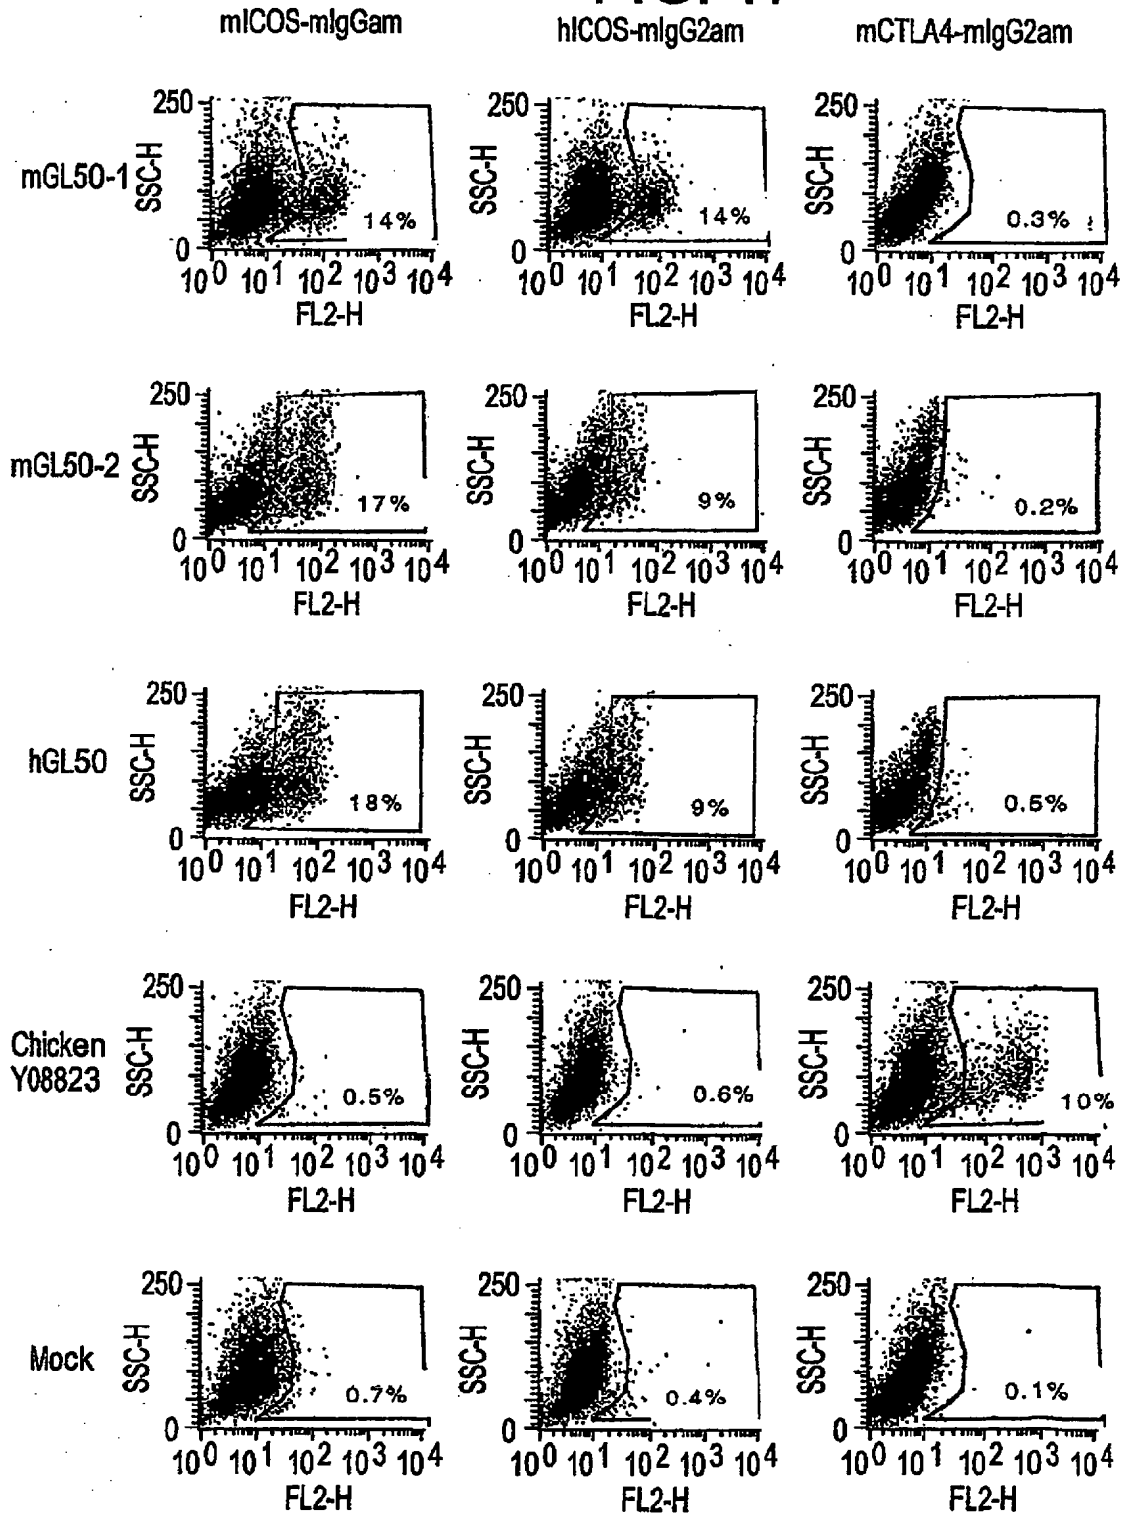 mICOS-mIgGam hICOS-mIgG2am mCTLA4-mIgG2am
mGL50-1 SSC-H 250 0 14% SSC-H 250 0 14% SSC-H 250 0 0.3%
10^0 10^1 10^2 10^3 10^4 10^0 10^1 10^2 10^3 10^4 10^0 10^1 10^2 10^3 10^4
FL2-H FL2-H FL2-H
mGL50-2 SSC-H 250 0 17% SSC-H 250 0 9% SSC-H 250 0 0.2%
10^0 10^1 10^2 10^3 10^4 10^0 10^1 10^2 10^3 10^4 10^0 10^1 10^2 10^3 10^4
FL2-H FL2-H FL2-H
hGL50 SSC-H 250 0 18% SSC-H 250 0 9% SSC-H 250 0 0.5%
10^0 10^1 10^2 10^3 10^4 10^0 10^1 10^2 10^3 10^4 10^0 10^1 10^2 10^3 10^4
FL2-H FL2-H FL2-H
Chicken
Y08823 SSC-H 250 0 0.5% SSC-H 250 0 0.6% SSC-H 250 0 10%
10^0 10^1 10^2 10^3 10^4 10^0 10^1 10^2 10^3 10^4 10^0 10^1 10^2 10^3 10^4
FL2-H FL2-H FL2-H
Mock SSC-H 250 0 0.7% SSC-H 250 0 0.4% SSC-H 250 0 0.1%
10^0 10^1 10^2 10^3 10^4 10^0 10^1 10^2 10^3 10^4 10^0 10^1 10^2 10^3 10^4
FL2-H FL2-H FL2-H